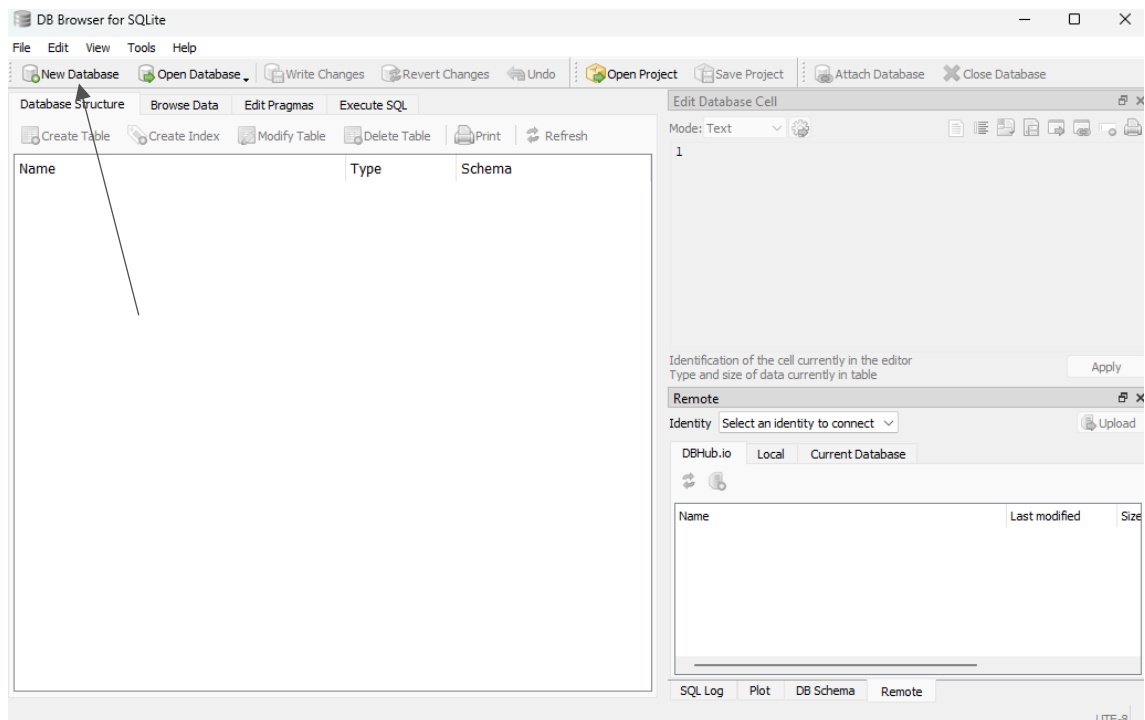 DB Browser for SQLite
File Edit View Tools Help
New Database Open Database Write Changes Revert Changes Undo Open Project Save Project Attach Database Close Database
Database Structure Browse Data Edit Pragmas Execute SQL
Create Table Create Index Modify Table Delete Table Print Refresh
Name Type Schema
Edit Database Cell
Mode: Text
1
Identification of the cell currently in the editor
Type and size of data currently in table
Apply
Remote
Identity Select an identity to connect Upload
DBHub.io Local Current Database
Name Last modified Size
SQL Log Plot DB Schema Remote
UTF-8